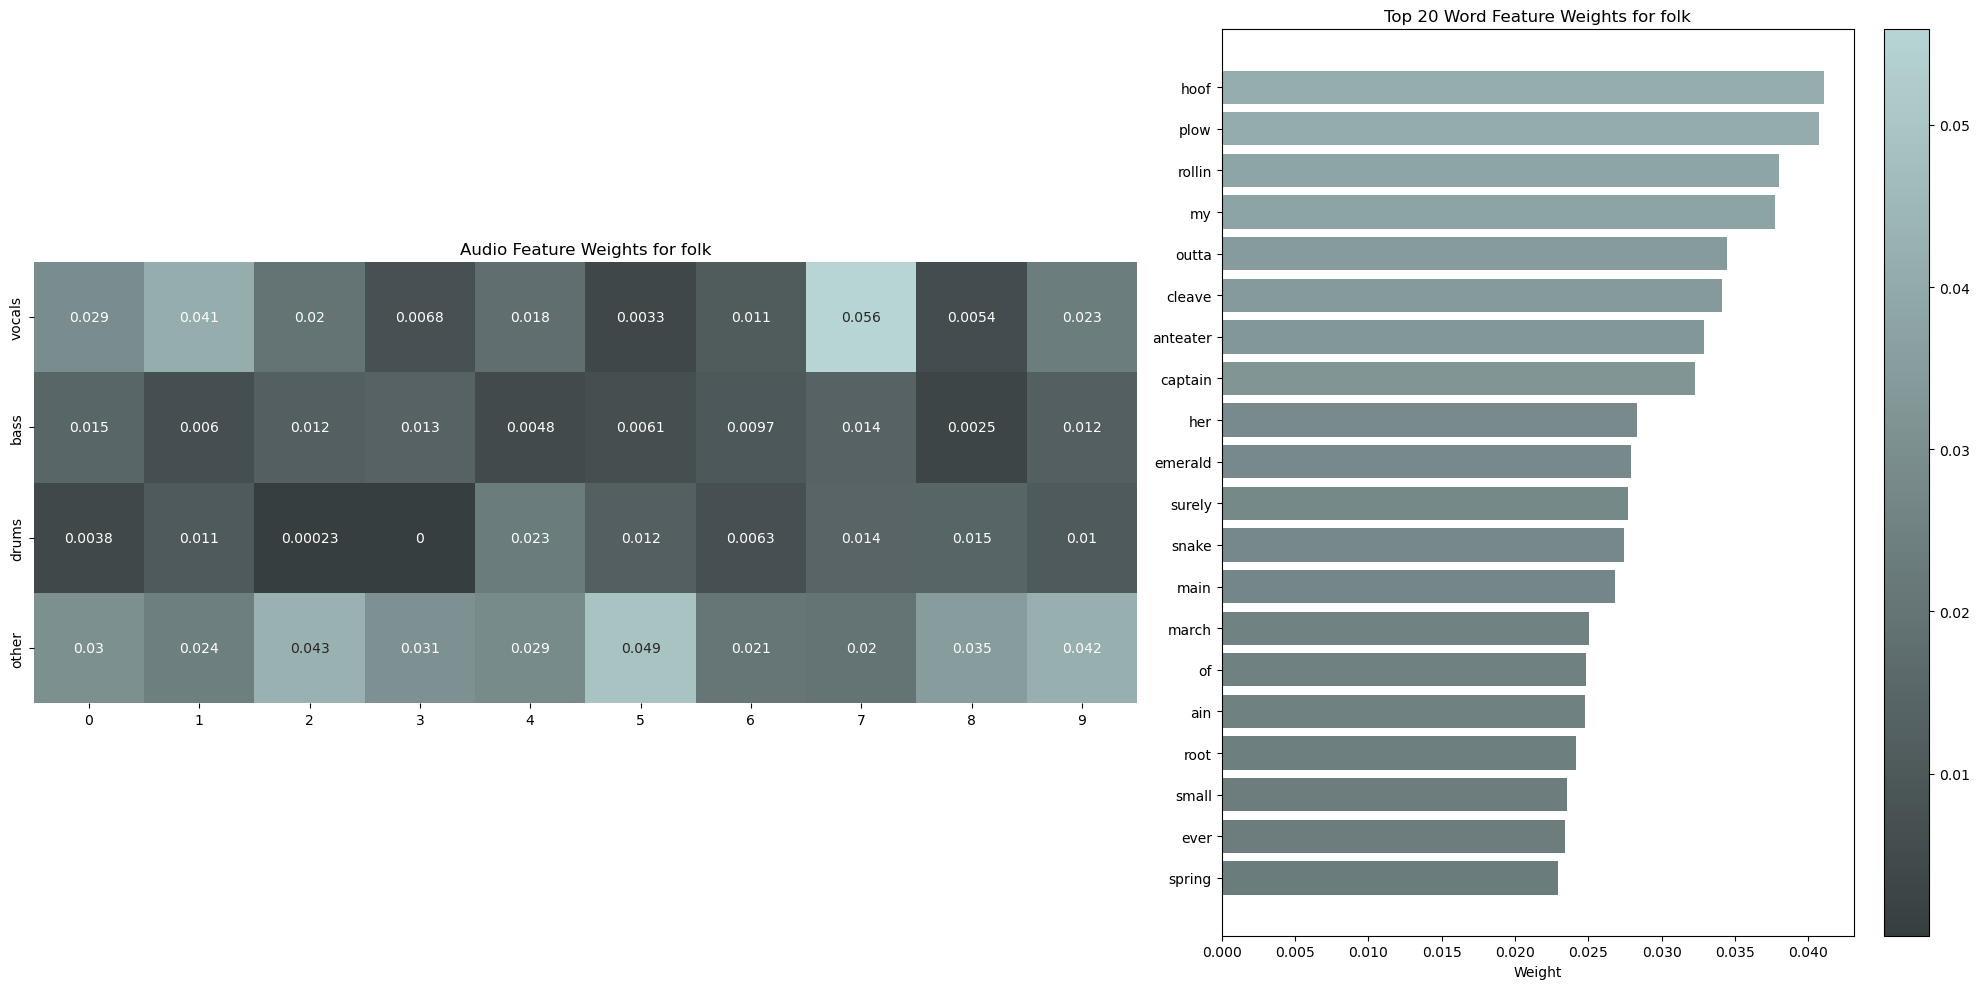 Audio Feature Weights for folk
vocals 0.029 0.041 0.02 0.0068 0.018 0.0033 0.011 0.056 0.0054 0.023
bass 0.015 0.006 0.012 0.013 0.0048 0.0061 0.0097 0.014 0.0025 0.012
drums 0.0038 0.011 0.00023 0 0.023 0.012 0.0063 0.014 0.015 0.01
other 0.03 0.024 0.043 0.031 0.029 0.049 0.021 0.02 0.035 0.042
0 1 2 3 4 5 6 7 8 9
Top 20 Word Feature Weights for folk
hoof
plow
rollin
my
outta
cleave
anteater
captain
her
emerald
surely
snake
main
march
of
ain
root
small
ever
spring
0.000 0.005 0.010 0.015 0.020 0.025 0.030 0.035 0.040
Weight
0.05
0.04
0.03
0.02
0.01